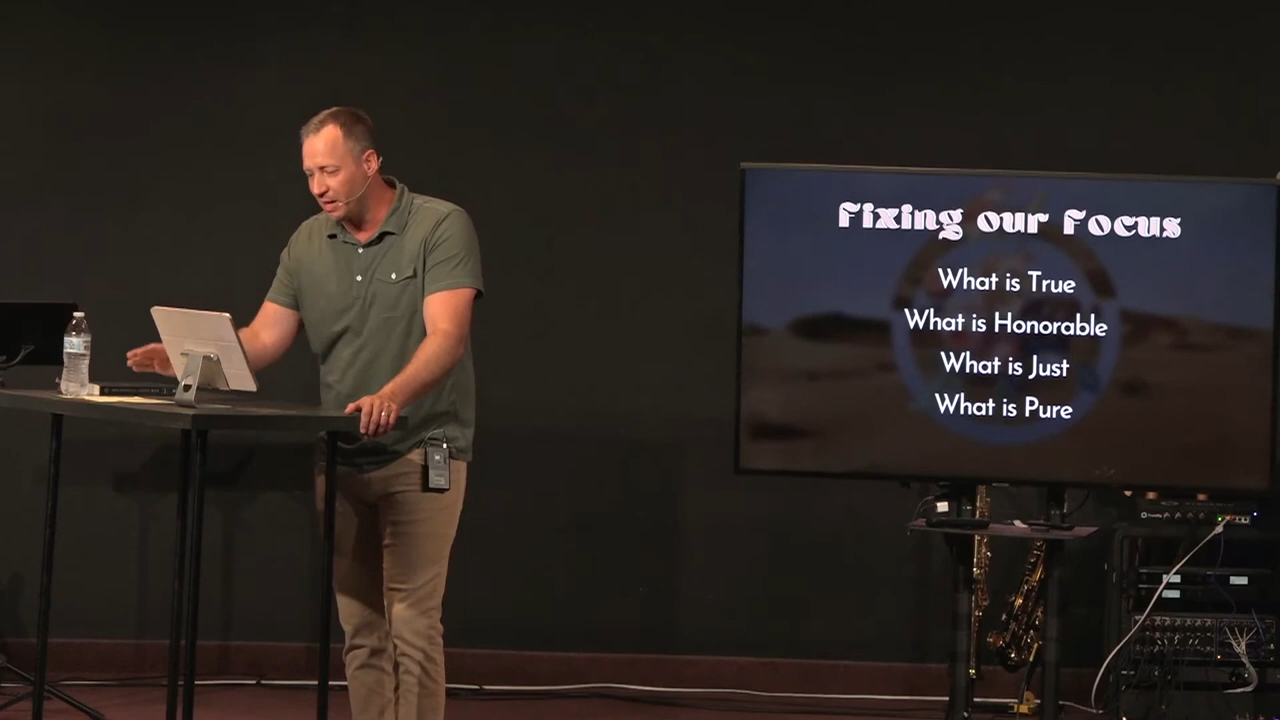 Fixing our Focus
What is True
What is Honorable
What is Just
What is Pure